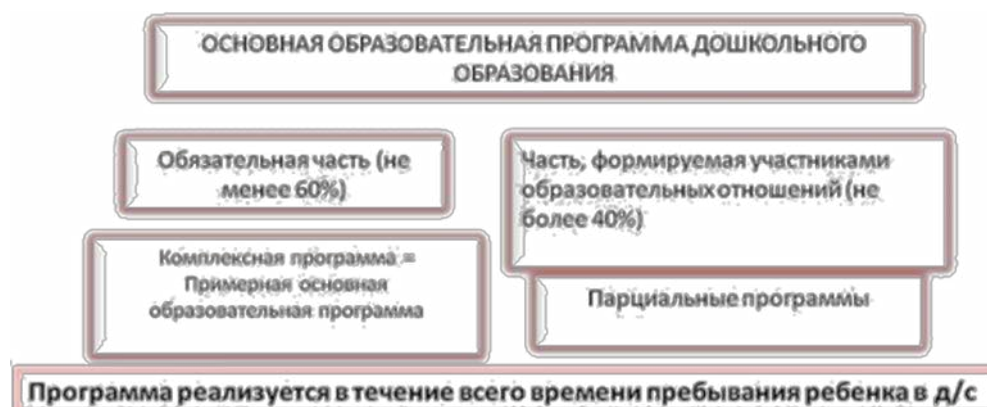 ОСНОВНАЯ ОБРАЗОВАТЕЛЬНАЯ ПРОГРАММА ДОШКОЛЬНОГО
ОБРАЗОВАНИЯ
Обязательная часть (не
менее 60%)
Часть, формируемая участниками
образовательных отношений (не
более 40%)
Комплексная программа =
Примерная основная
образовательная программа
Парциальные программы
Программа реализуется в течение всего времени пребывания ребенка в д/с